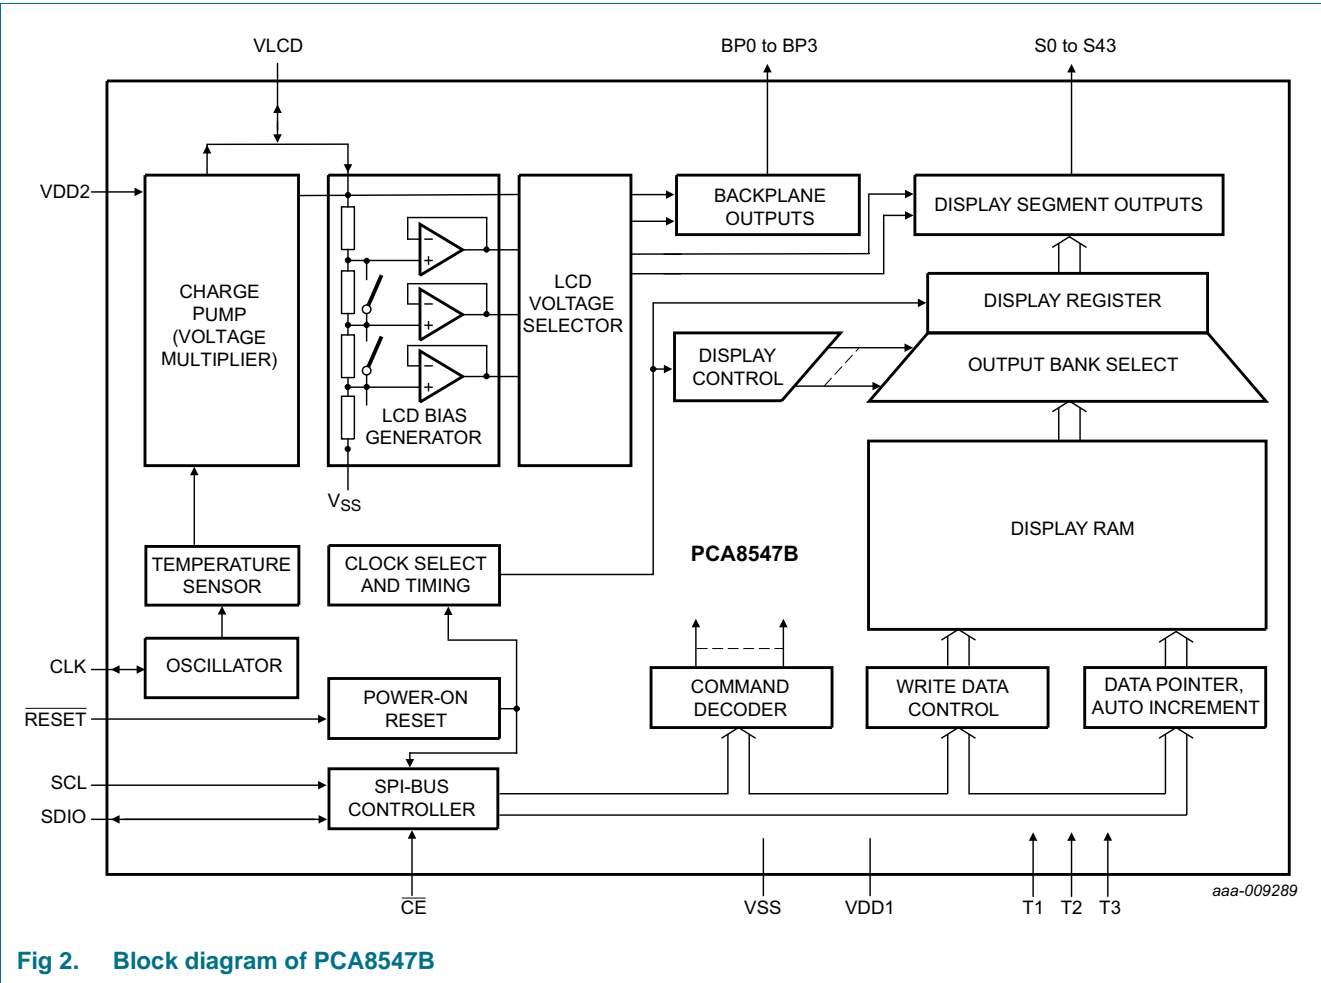 VLCD
BP0 to BP3
S0 to S43
VDD2
CHARGE
PUMP
(VOLTAGE
MULTIPLIER)
−
+
−
+
−
+
LCD BIAS
GENERATOR
VSS
LCD
VOLTAGE
SELECTOR
BACKPLANE
OUTPUTS
DISPLAY SEGMENT OUTPUTS
DISPLAY REGISTER
DISPLAY
CONTROL
OUTPUT BANK SELECT
DISPLAY RAM
PCA8547B
TEMPERATURE
SENSOR
CLOCK SELECT
AND TIMING
CLK
OSCILLATOR
RESET
POWER-ON
RESET
COMMAND
DECODER
WRITE DATA
CONTROL
DATA POINTER,
AUTO INCREMENT
SCL
SDIO
SPI-BUS
CONTROLLER
CE
VSS
VDD1
T1
T2
T3
aaa-009289
Fig 2. Block diagram of PCA8547B